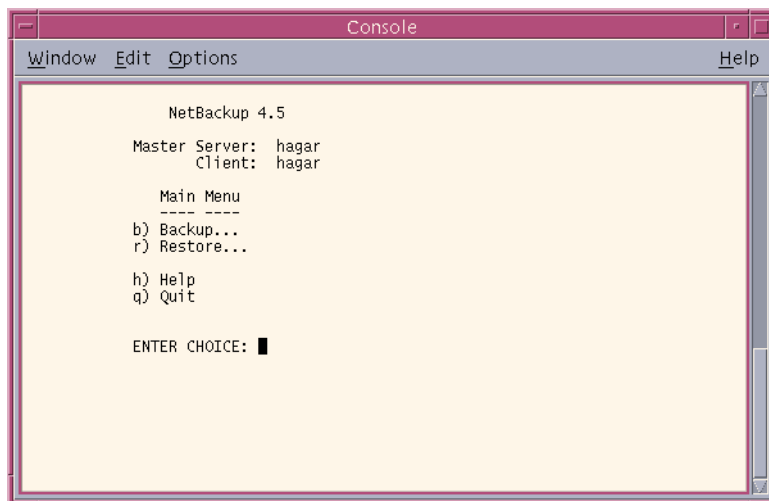 Console
Window Edit Options Help
NetBackup 4.5
Master Server: hagar
Client: hagar
Main Menu
---- ----
b) Backup...
r) Restore...
h) Help
q) Quit
ENTER CHOICE: